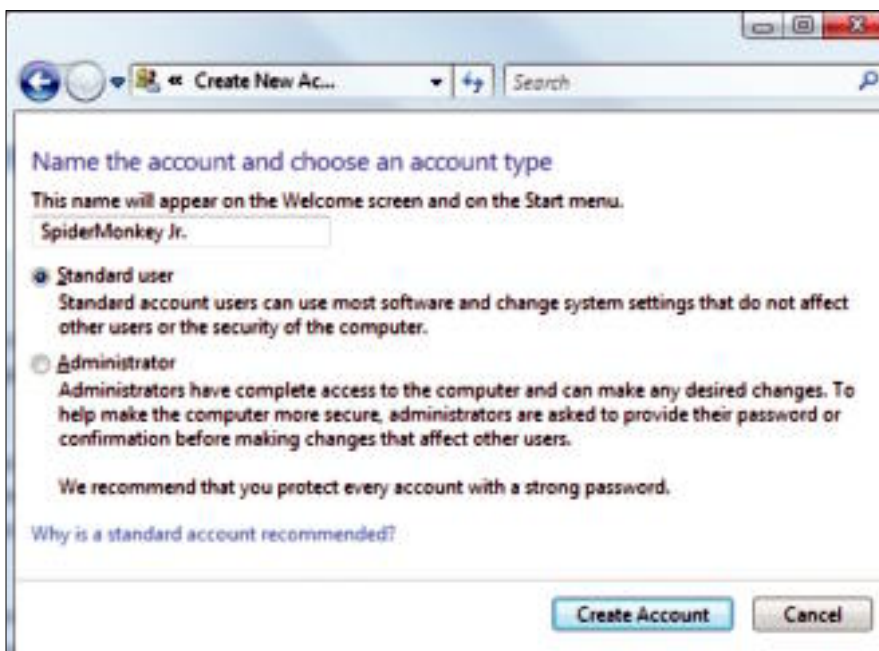 « Create New Ac...
Search
Name the account and choose an account type
This name will appear on the Welcome screen and on the Start menu.
SpiderMonkey Jr.
Standard user
Standard account users can use most software and change system settings that do not affect
other users or the security of the computer.
Administrator
Administrators have complete access to the computer and can make any desired changes. To
help make the computer more secure, administrators are asked to provide their password or
confirmation before making changes that affect other users.
We recommend that you protect every account with a strong password.
Why is a standard account recommended?
Create Account Cancel